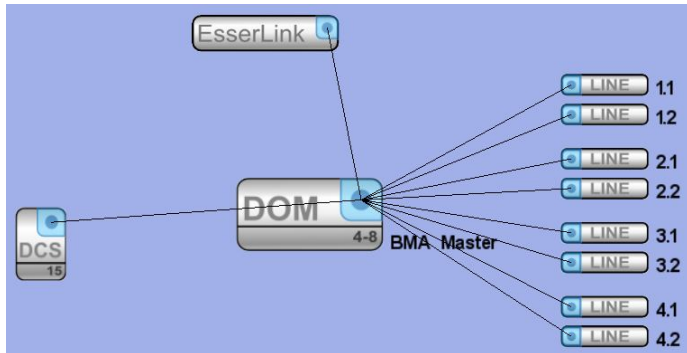 EsserLink
LINE 1.1
LINE 1.2
LINE 2.1
DOM
LINE 2.2
4-8
BMA Master
LINE 3.1
DCS
15
LINE 3.2
LINE 4.1
LINE 4.2